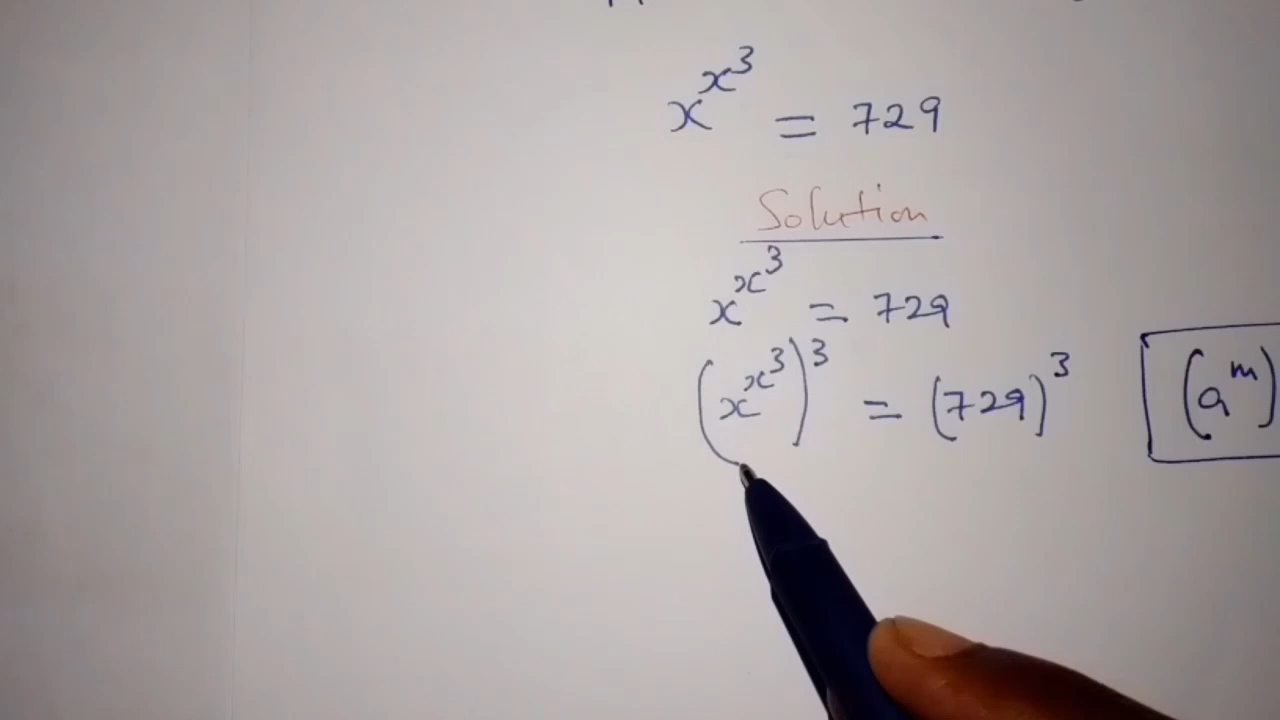 x^{x^3} = 729
Solution
x^{x^3} = 729
(x^{x^3})^3 = (729)^3
(a^m)